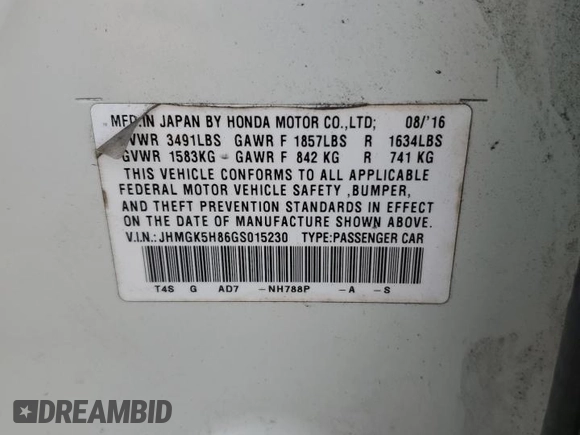 MFD.IN JAPAN BY HONDA MOTOR CO.,LTD; 08/'16
GVWR 3491LBS GAWR F 1857LBS R 1634LBS
GVWR 1583KG GAWR F 842 KG R 741 KG
THIS VEHICLE CONFORMS TO ALL APPLICABLE
FEDERAL MOTOR VEHICLE SAFETY ,BUMPER,
AND THEFT PREVENTION STANDARDS IN EFFECT
ON THE DATE OF MANUFACTURE SHOWN ABOVE.
V.I.N.: JHMGK5H86GS015230 TYPE:PASSENGER CAR
T4S G AD7 -NH788P -A -S
DREAMBID